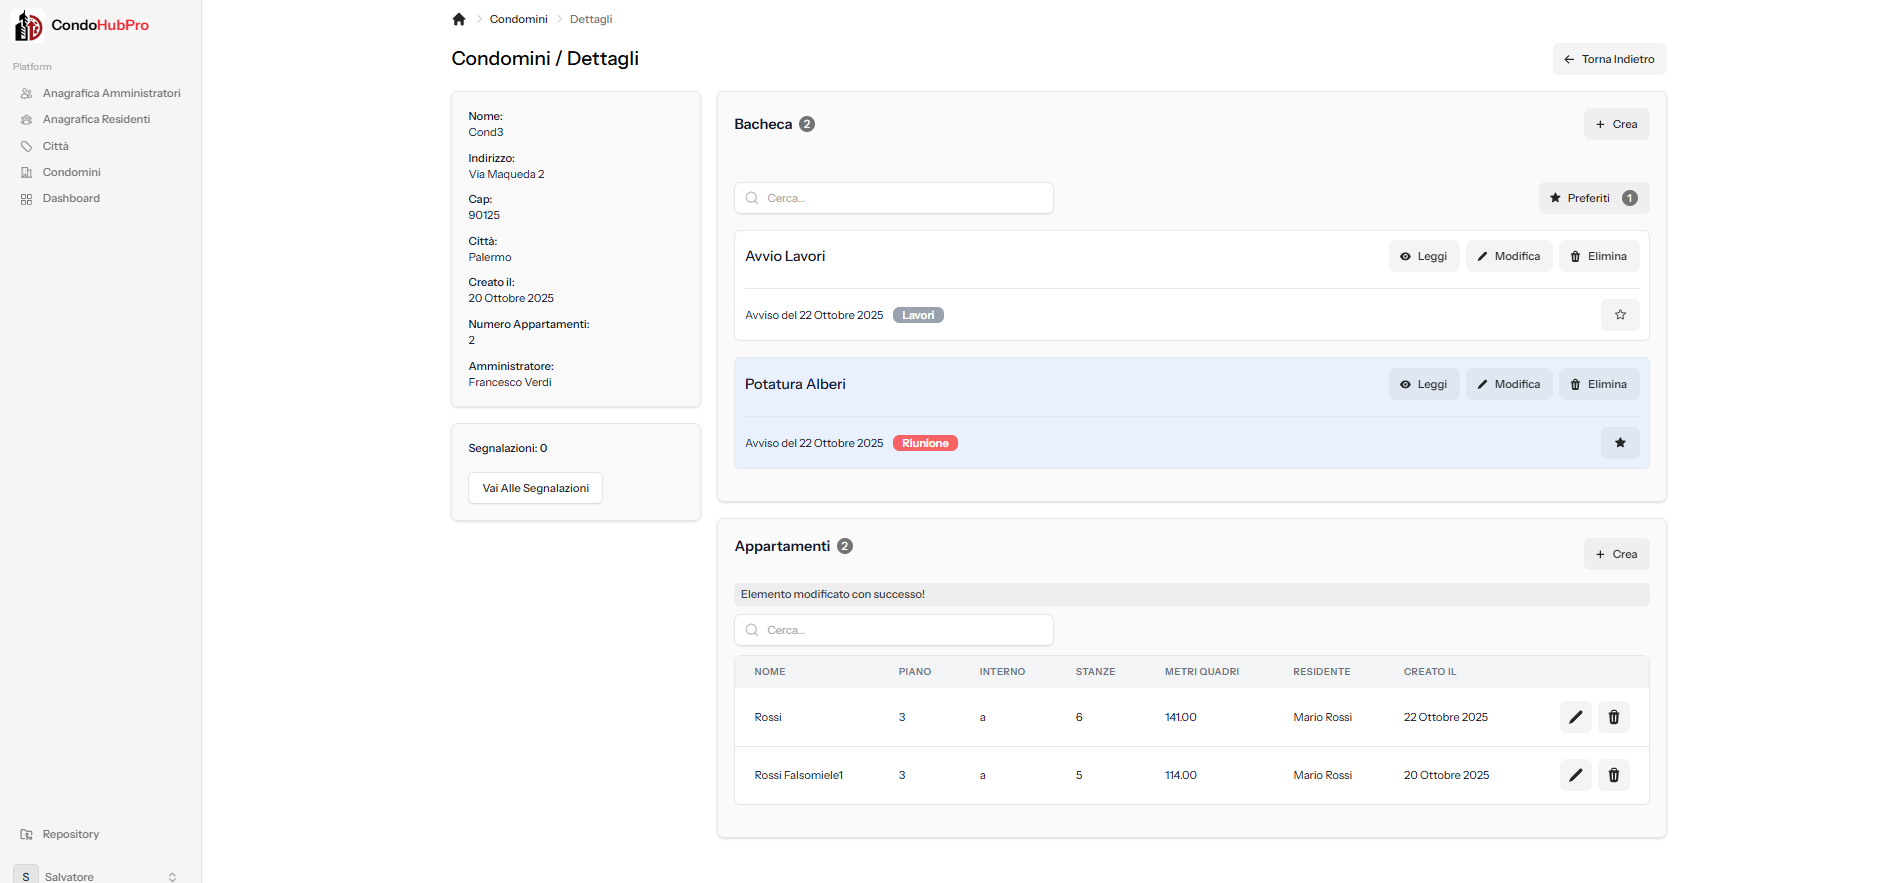 CondoHubPro
Platform
Anagrafica Amministratori
Anagrafica Residenti
Città
Condomini
Dashboard
Repository
S Salvatore
Condomini Dettagli
Condomini / Dettagli
Torna Indietro
Nome:
Cond3
Indirizzo:
Via Maqueda 2
Cap:
90125
Città:
Palermo
Creato il:
20 Ottobre 2025
Numero Appartamenti:
2
Amministratore:
Francesco Verdi
Segnalazioni: 0
Vai Alle Segnalazioni
Bacheca 2
+ Crea
Cerca...
Preferiti 1
Avvio Lavori
Leggi Modifica Elimina
Avviso del 22 Ottobre 2025 Lavori
Potatura Alberi
Leggi Modifica Elimina
Avviso del 22 Ottobre 2025 Riunione
Appartamenti 2
+ Crea
Elemento modificato con successo!
Cerca...
NOME PIANO INTERNO STANZE METRI QUADRI RESIDENTE CREATO IL
Rossi 3 a 6 141.00 Mario Rossi 22 Ottobre 2025
Rossi Falsomiele1 3 a 5 114.00 Mario Rossi 20 Ottobre 2025